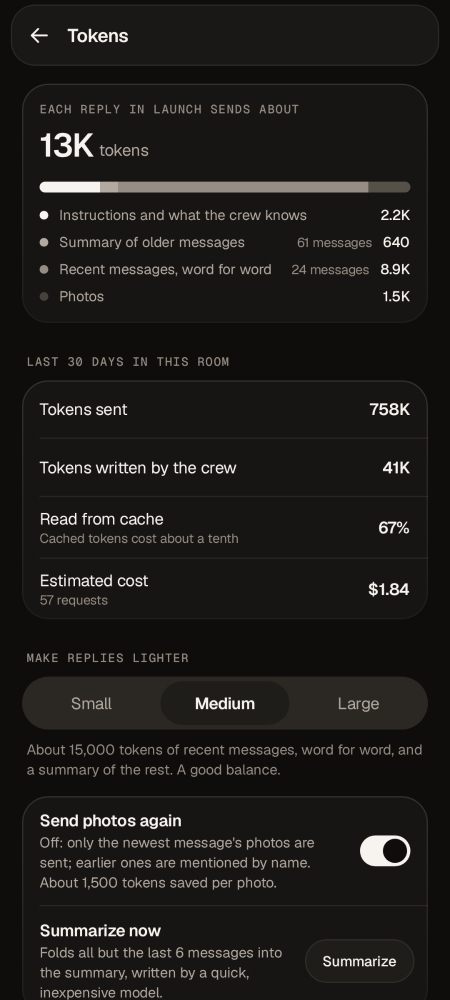 Tokens
EACH REPLY IN LAUNCH SENDS ABOUT
13K tokens
Instructions and what the crew knows 2.2K
Summary of older messages 61 messages 640
Recent messages, word for word 24 messages 8.9K
Photos 1.5K
LAST 30 DAYS IN THIS ROOM
Tokens sent 758K
Tokens written by the crew 41K
Read from cache 67%
Cached tokens cost about a tenth
Estimated cost $1.84
57 requests
MAKE REPLIES LIGHTER
Small Medium Large
About 15,000 tokens of recent messages, word for word, and
a summary of the rest. A good balance.
Send photos again
Off: only the newest message's photos are
sent; earlier ones are mentioned by name.
About 1,500 tokens saved per photo.
Summarize now
Folds all but the last 6 messages into
the summary, written by a quick,
inexpensive model.
Summarize